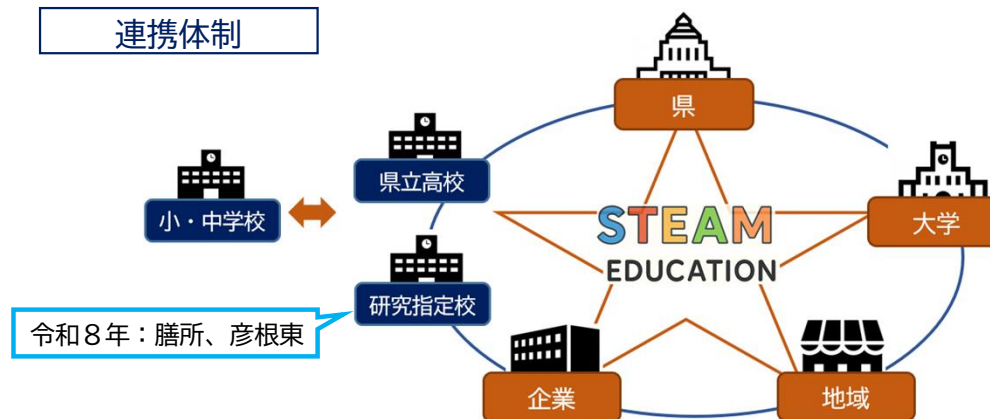 連携体制
県
県立高校
小・中学校
大学
STEAM
EDUCATION
研究指定校
令和８年：膳所、彦根東
企業
地域